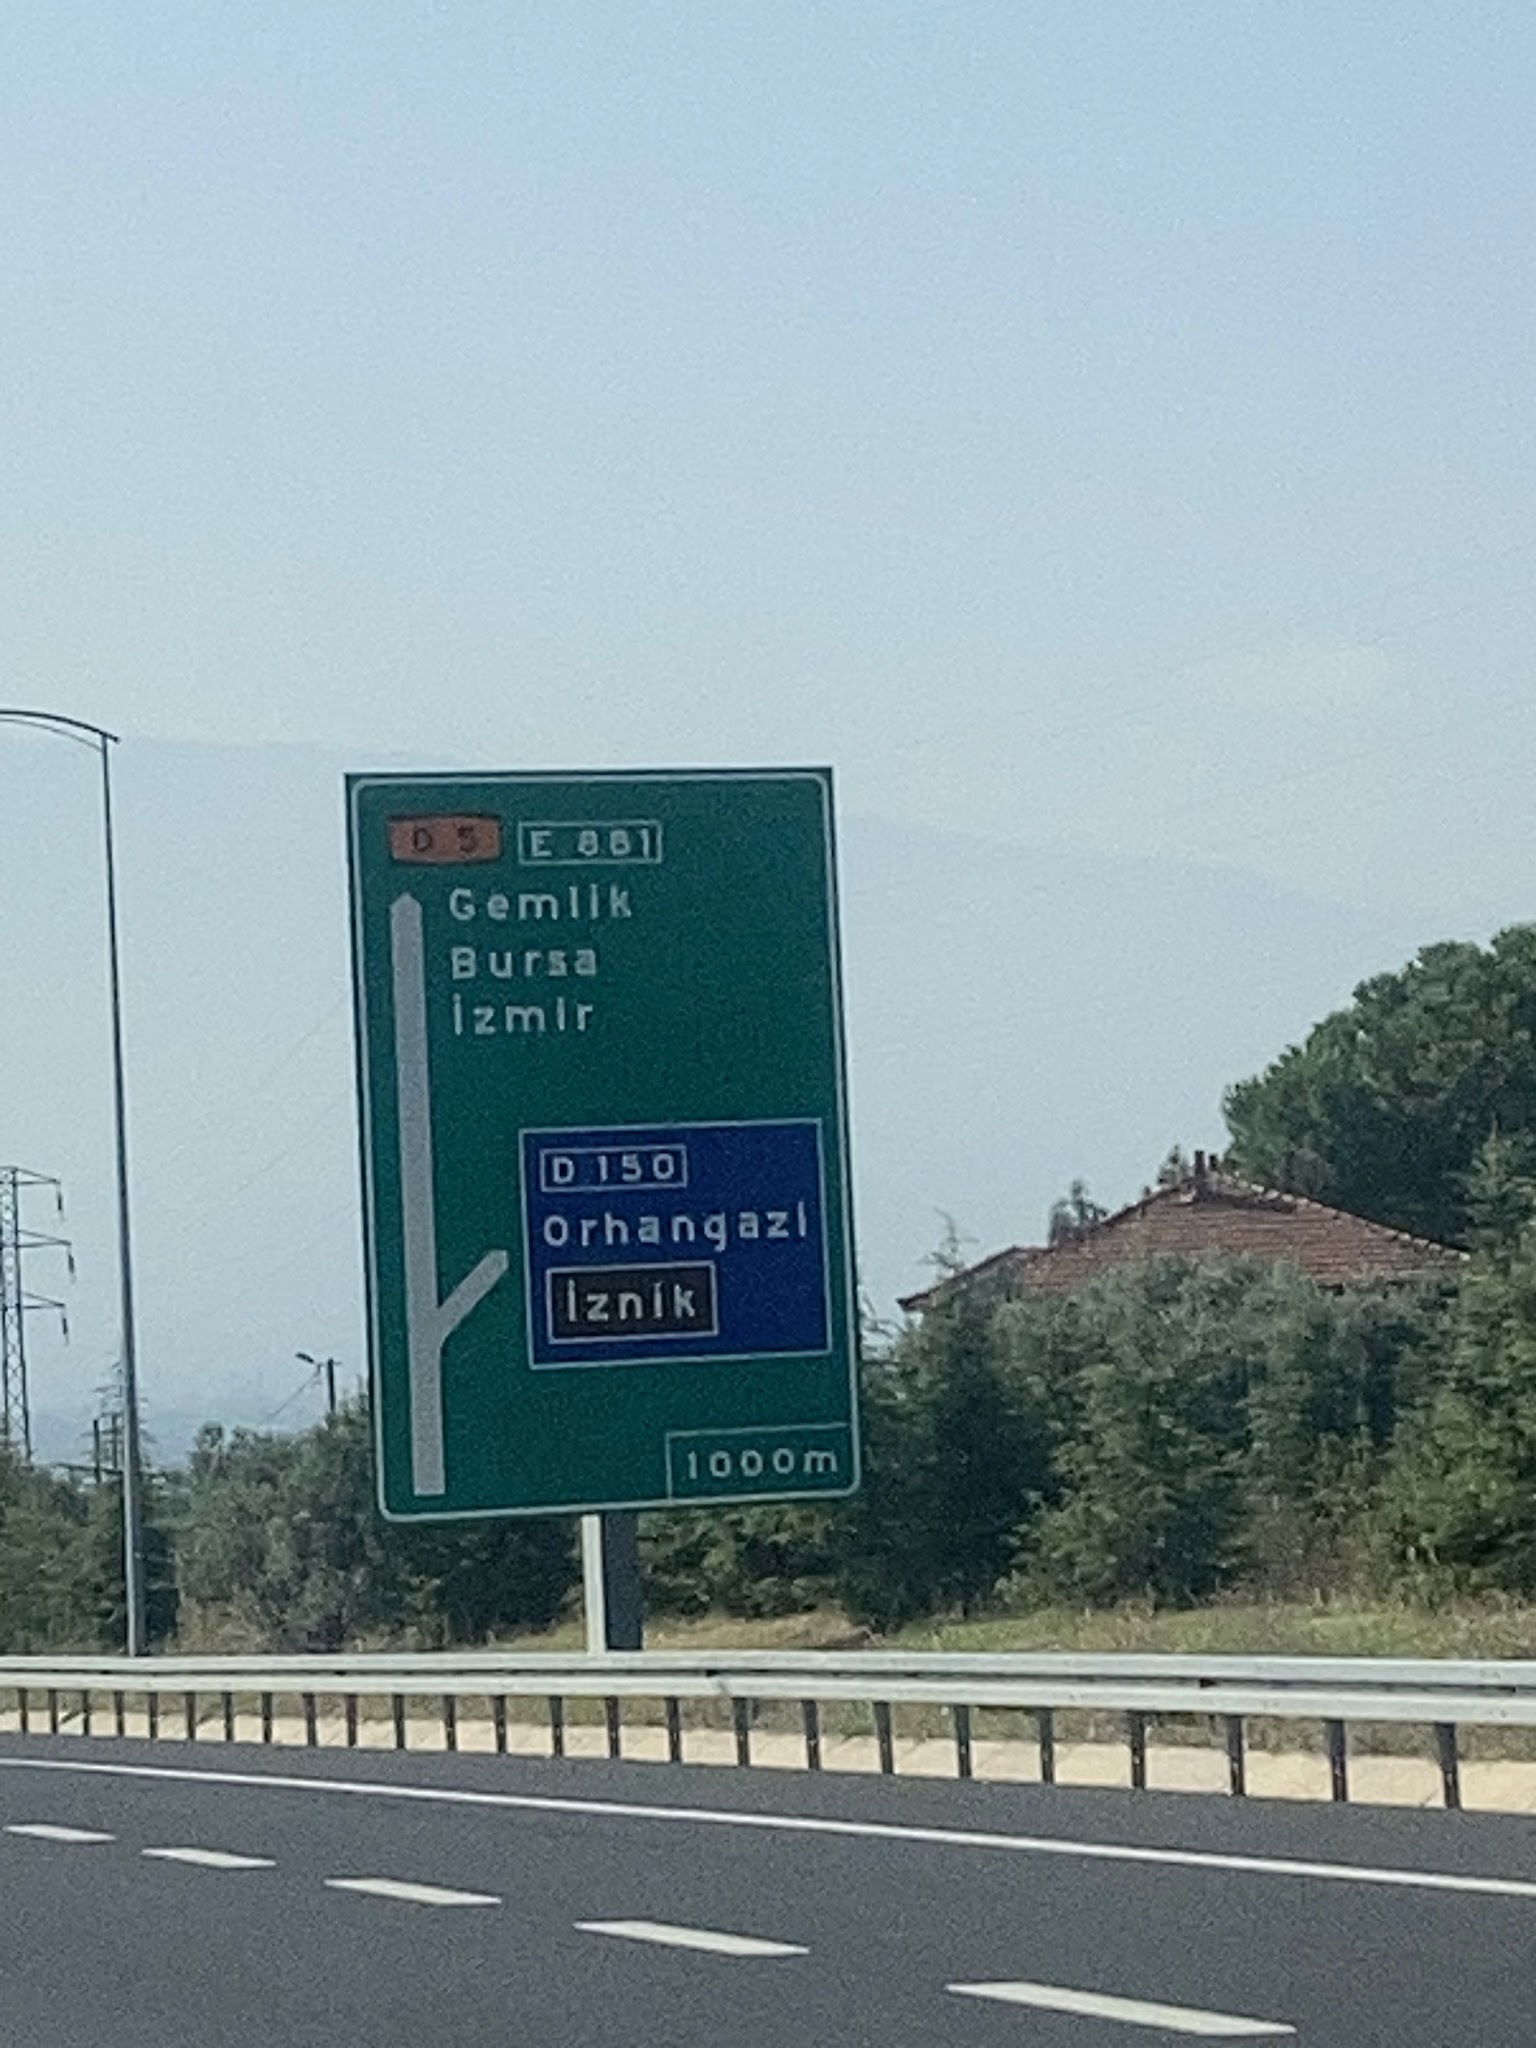 D 5 E 881
Gemlik
Bursa
İzmir
D 150
Orhangazi
İznik
1000m